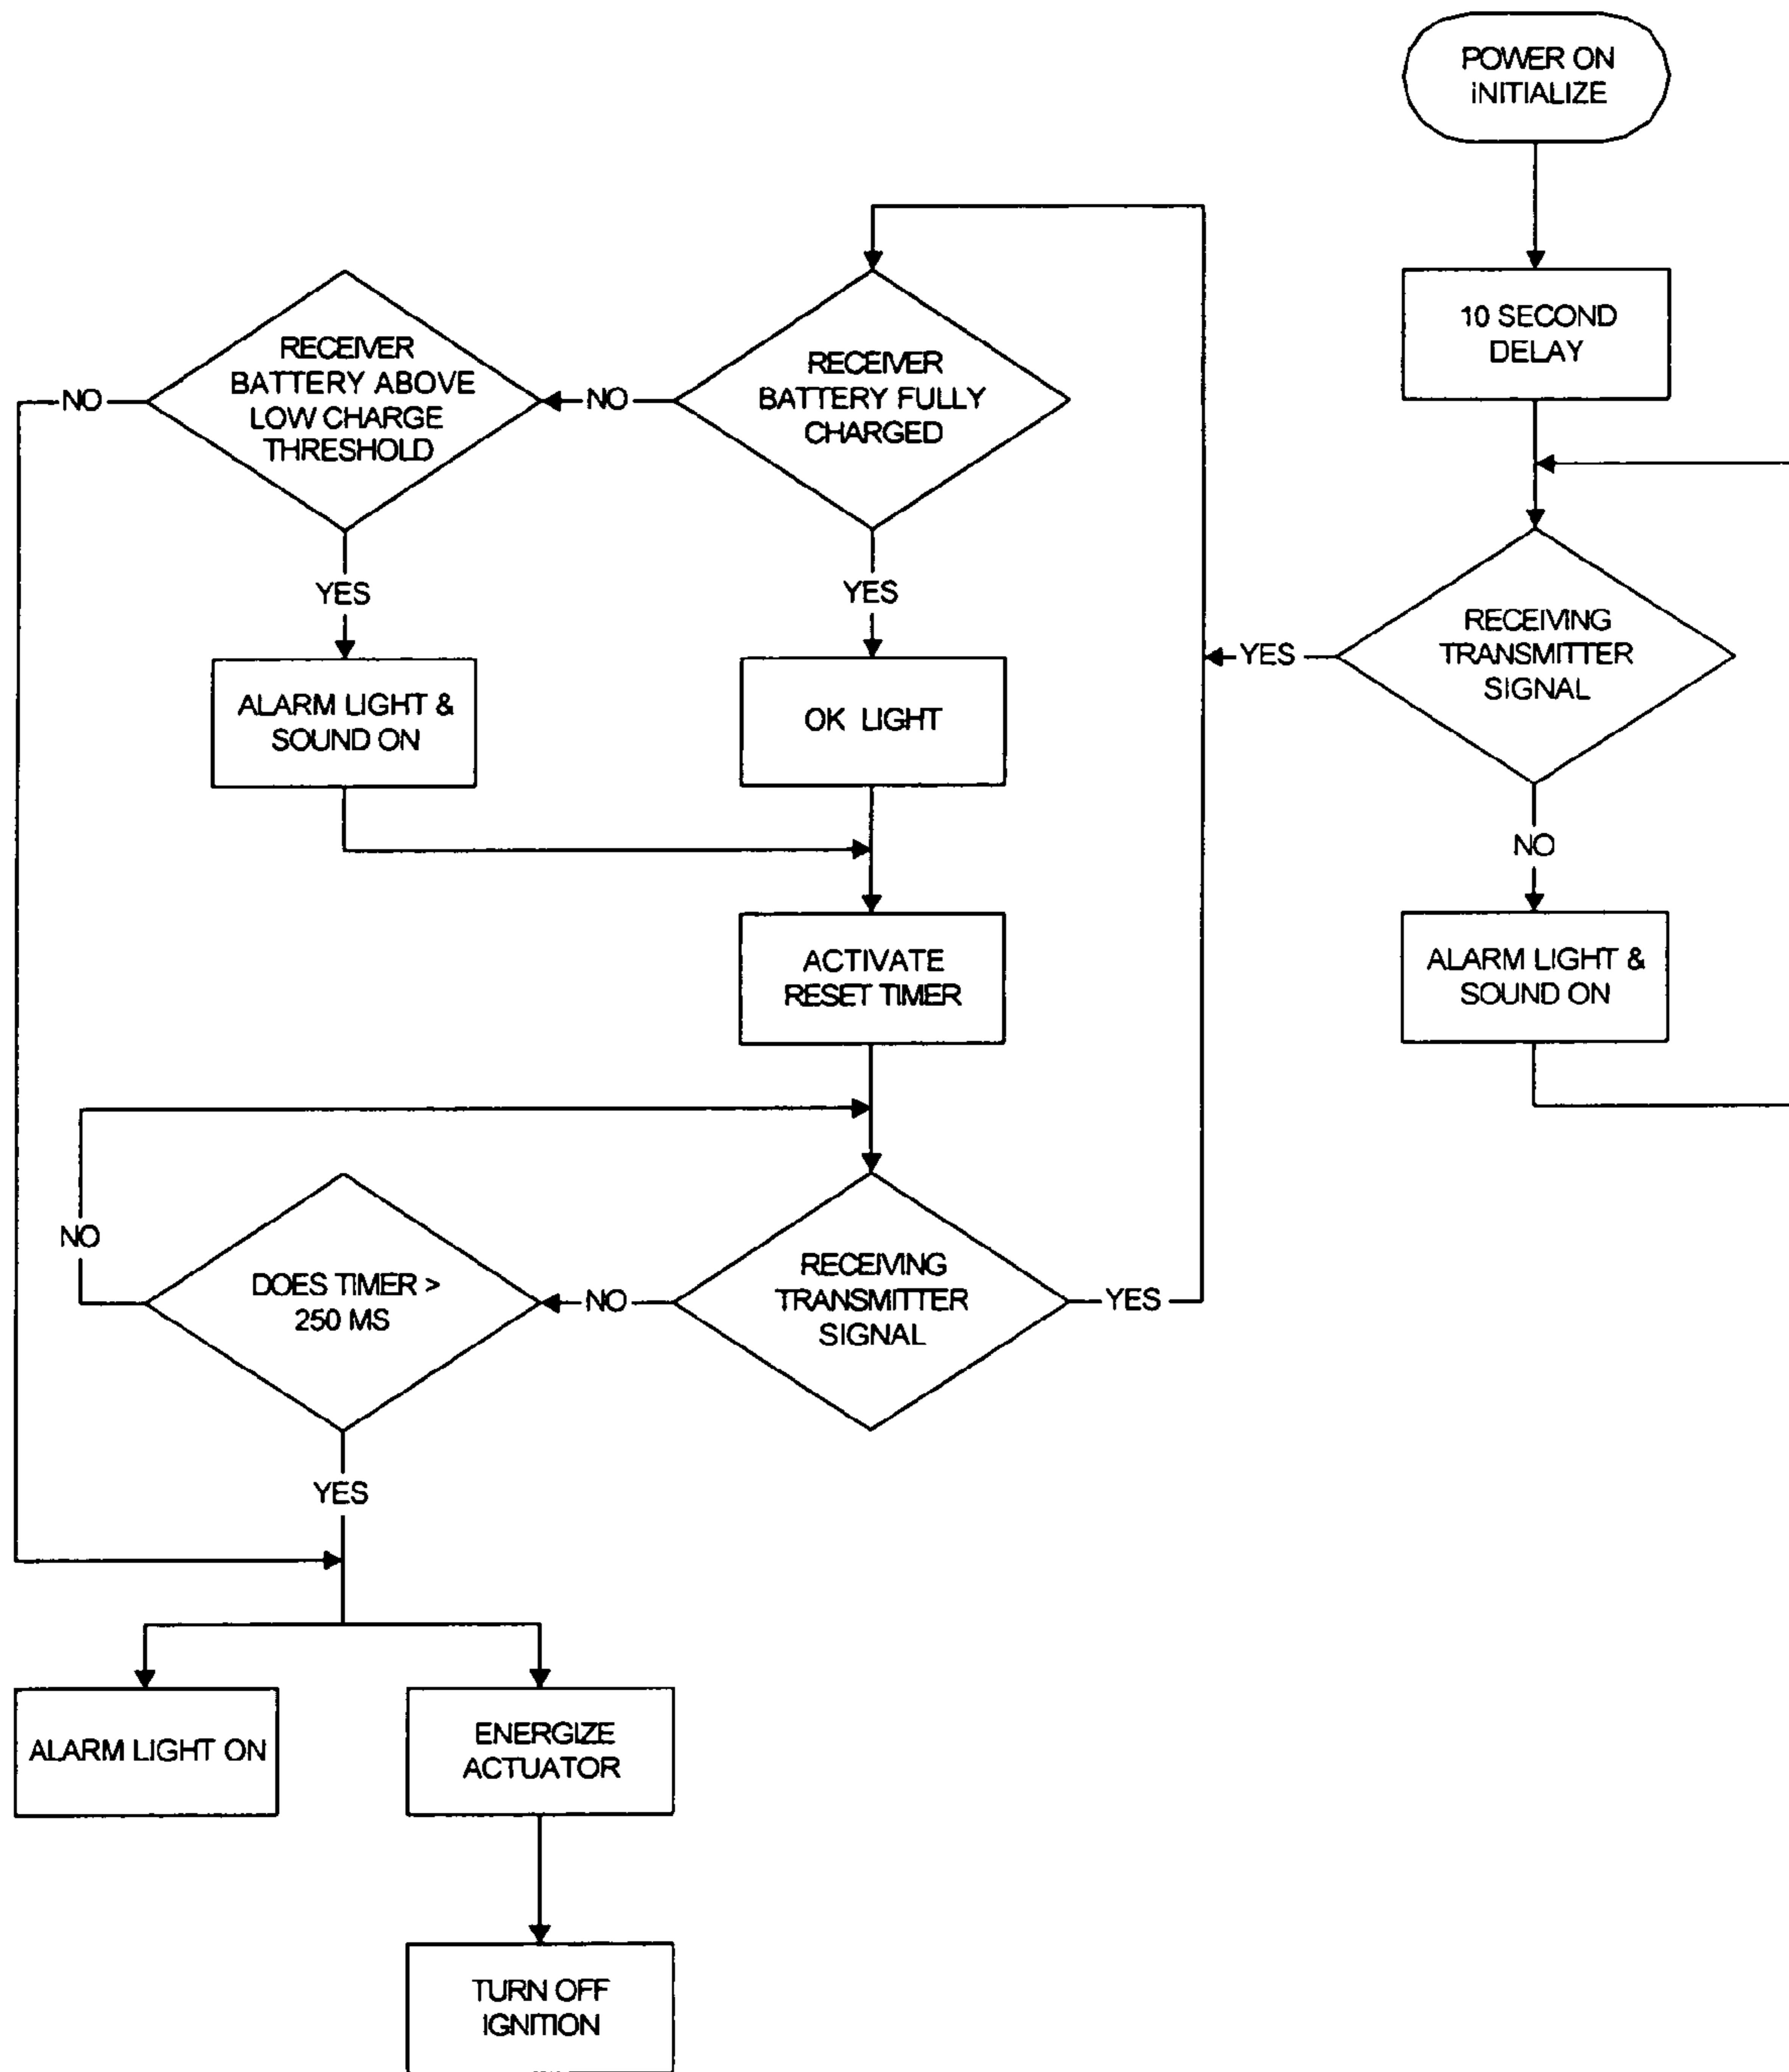 POWER ON
iNITIALIZE
10 SECOND
DELAY
RECEIVING
TRANSMITTER
SIGNAL
YES
NO
ALARM LIGHT &
SOUND ON
RECEIVER
BATTERY FULLY
CHARGED
NO
YES
RECEIVER
BATTERY ABOVE
LOW CHARGE
THRESHOLD
NO
YES
ALARM LIGHT &
SOUND ON
OK LIGHT
ACTIVATE
RESET TIMER
RECEIVING
TRANSMITTER
SIGNAL
YES
NO
DOES TIMER >
250 MS
NO
YES
ALARM LIGHT ON
ENERGIZE
ACTUATOR
TURN OFF
IGNITION